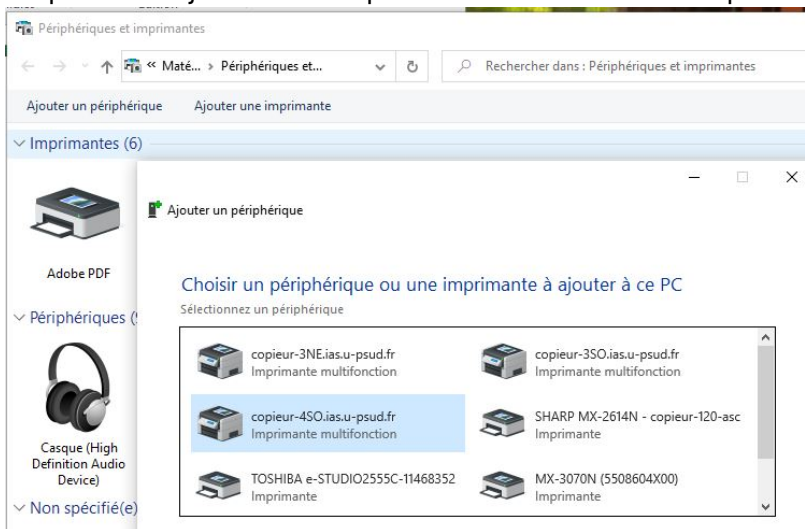 Périphériques et imprimantes
« Maté... › Périphériques et...
Rechercher dans : Périphériques et imprimantes
Ajouter un périphérique Ajouter une imprimante
Imprimantes (6)
Adobe PDF
Périphériques (
Casque (High
Definition Audio
Device)
Non spécifié(e)
Ajouter un périphérique
Choisir un périphérique ou une imprimante à ajouter à ce PC
Sélectionnez un périphérique
copieur-3NE.ias.u-psud.fr
Imprimante multifonction
copieur-3SO.ias.u-psud.fr
Imprimante multifonction
copieur-4SO.ias.u-psud.fr
Imprimante multifonction
SHARP MX-2614N - copieur-120-asc
Imprimante
TOSHIBA e-STUDIO2555C-11468352
Imprimante
MX-3070N (5508604X00)
Imprimante